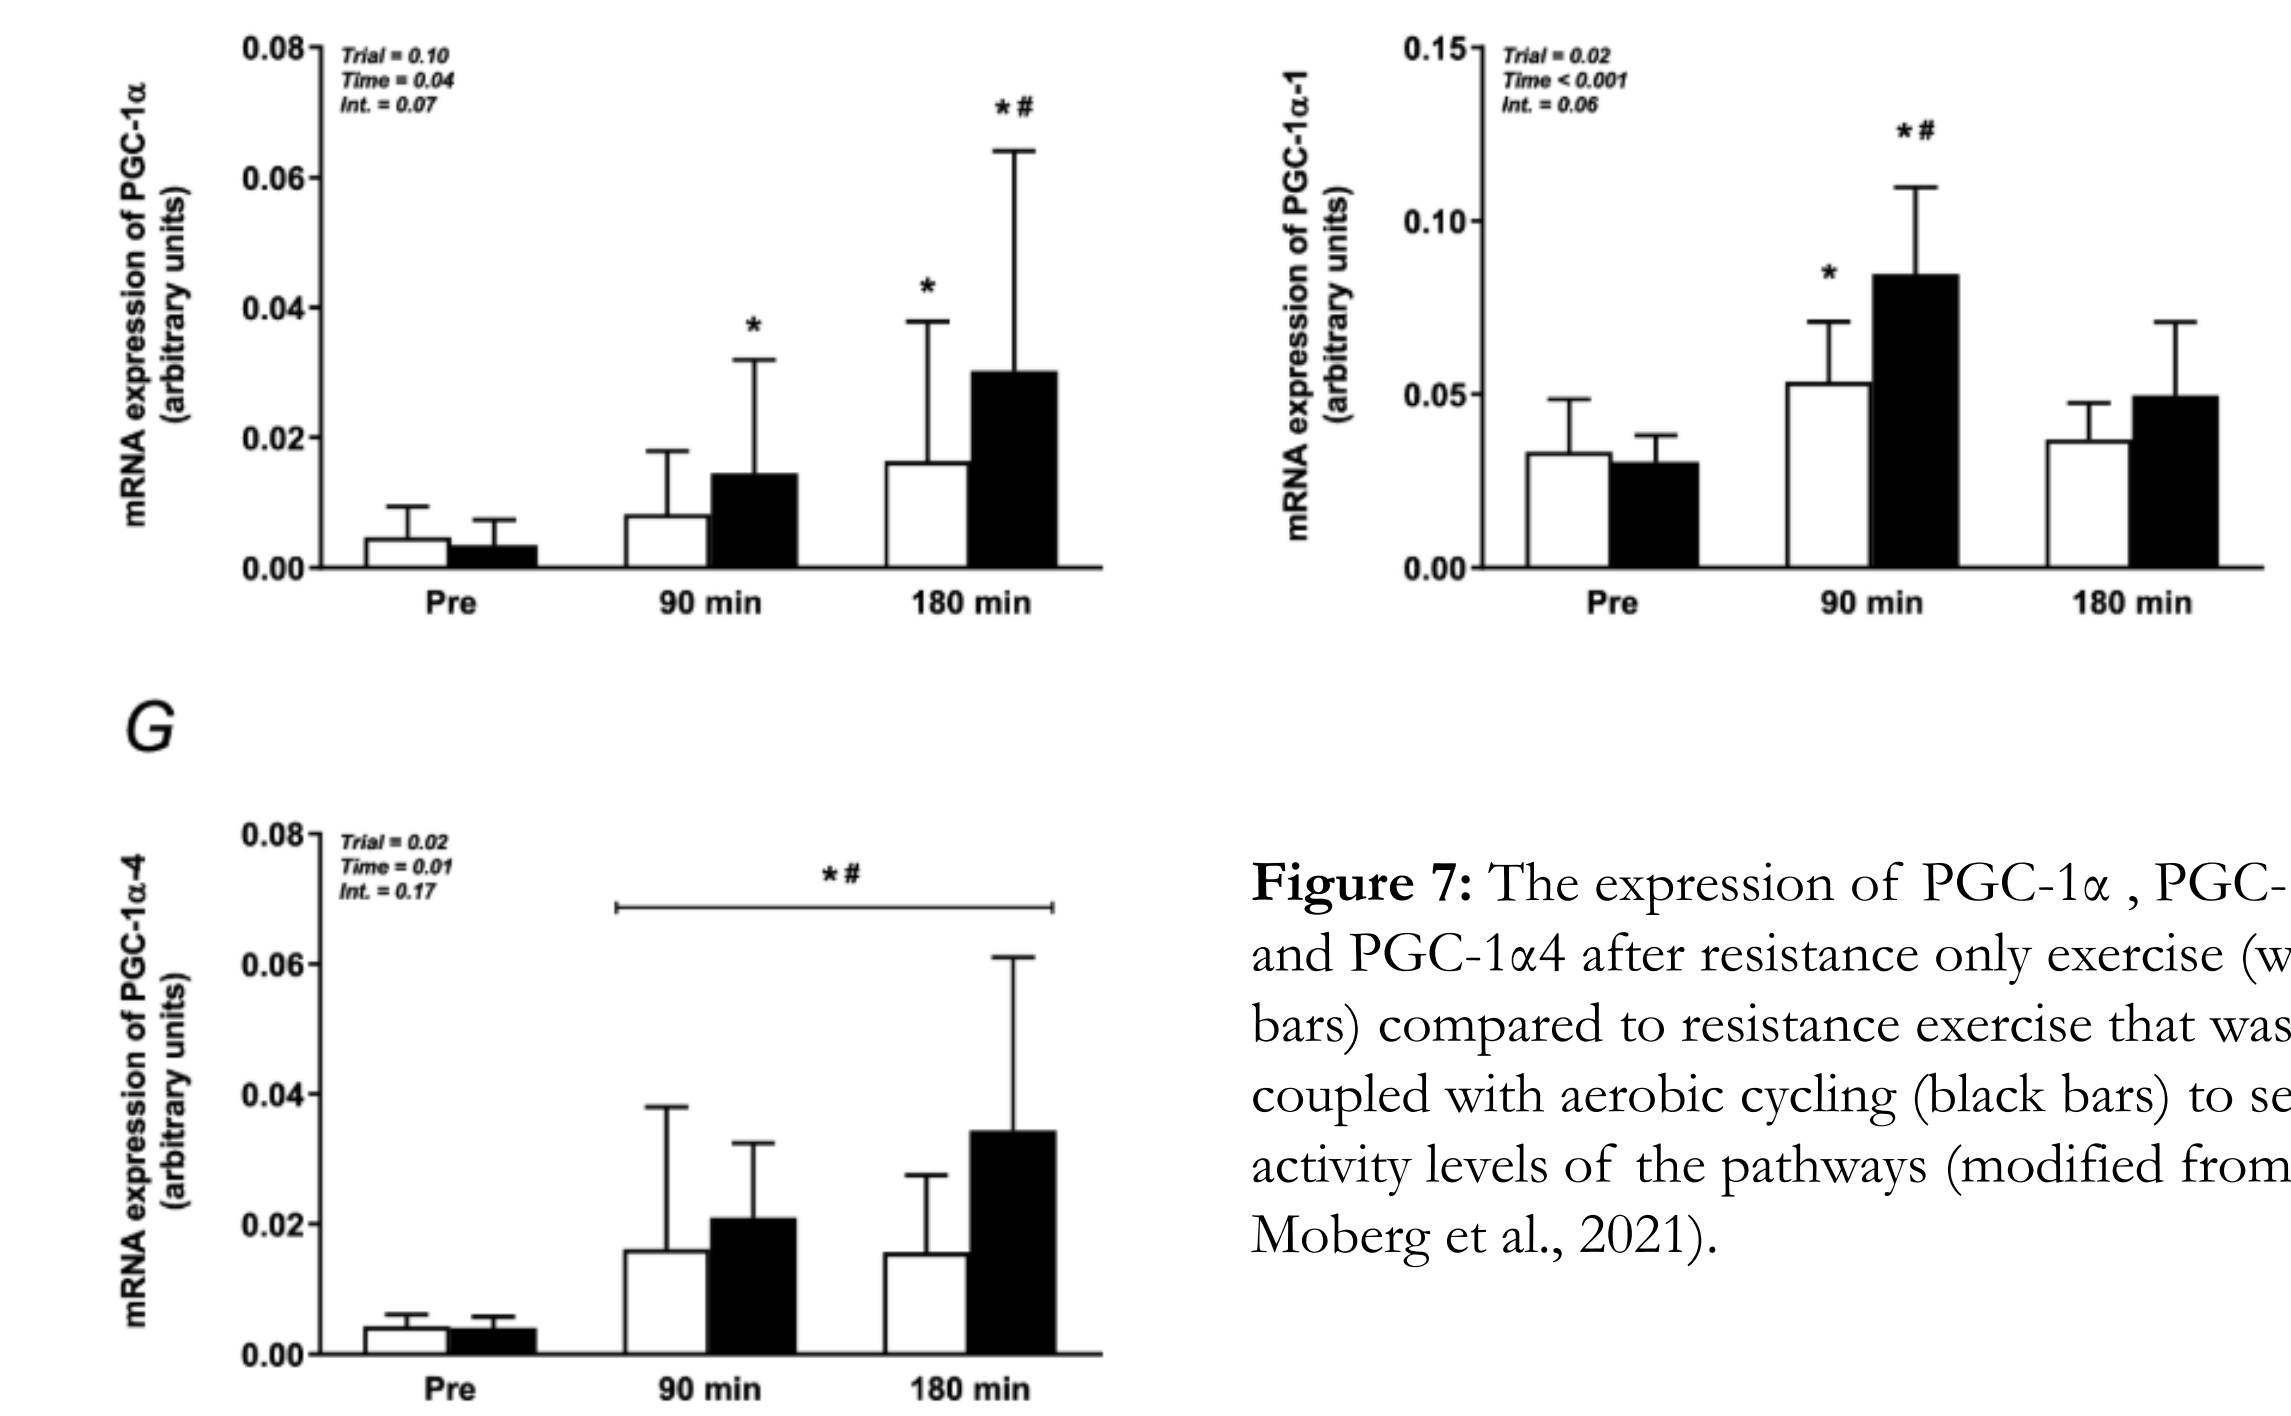 mRNA expression of PGC-1α
(arbitrary units)
0.08
0.06
0.04
0.02
0.00
Trial = 0.10
Time = 0.04
Int. = 0.07
*
*
* #
Pre
90 min
180 min
mRNA expression of PGC-1α-1
(arbitrary units)
0.15
0.10
0.05
0.00
Trial = 0.02
Time < 0.001
Int. = 0.06
*
* #
Pre
90 min
180 min
G
mRNA expression of PGC-1α-4
(arbitrary units)
0.08
0.06
0.04
0.02
0.00
Trial = 0.02
Time = 0.01
Int. = 0.17
* #
Pre
90 min
180 min
Figure 7: The expression of PGC-1α , PGC-
and PGC-1α4 after resistance only exercise (w
bars) compared to resistance exercise that was
coupled with aerobic cycling (black bars) to se
activity levels of the pathways (modified from
Moberg et al., 2021).